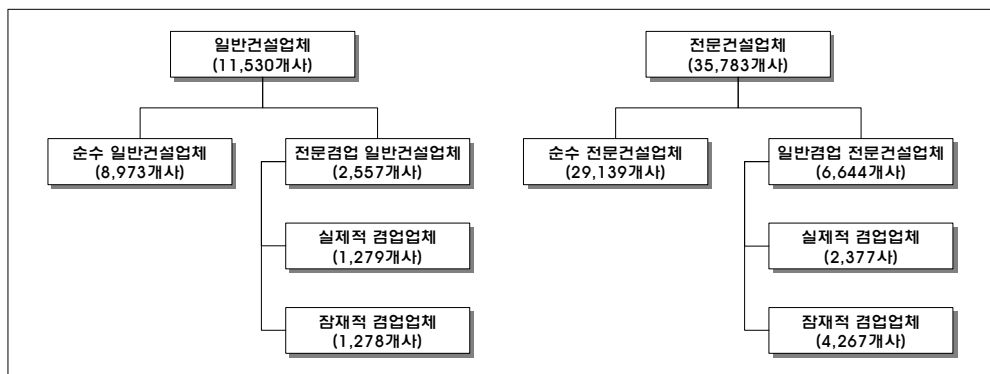 일반건설업체
(11,530개사)
순수 일반건설업체
(8,973개사)
전문겸업 일반건설업체
(2,557개사)
실제적 겸업업체
(1,279개사)
잠재적 겸업업체
(1,278개사)
전문건설업체
(35,783개사)
순수 전문건설업체
(29,139개사)
일반겸업 전문건설업체
(6,644개사)
실제적 겸업업체
(2,377사)
잠재적 겸업업체
(4,267개사)